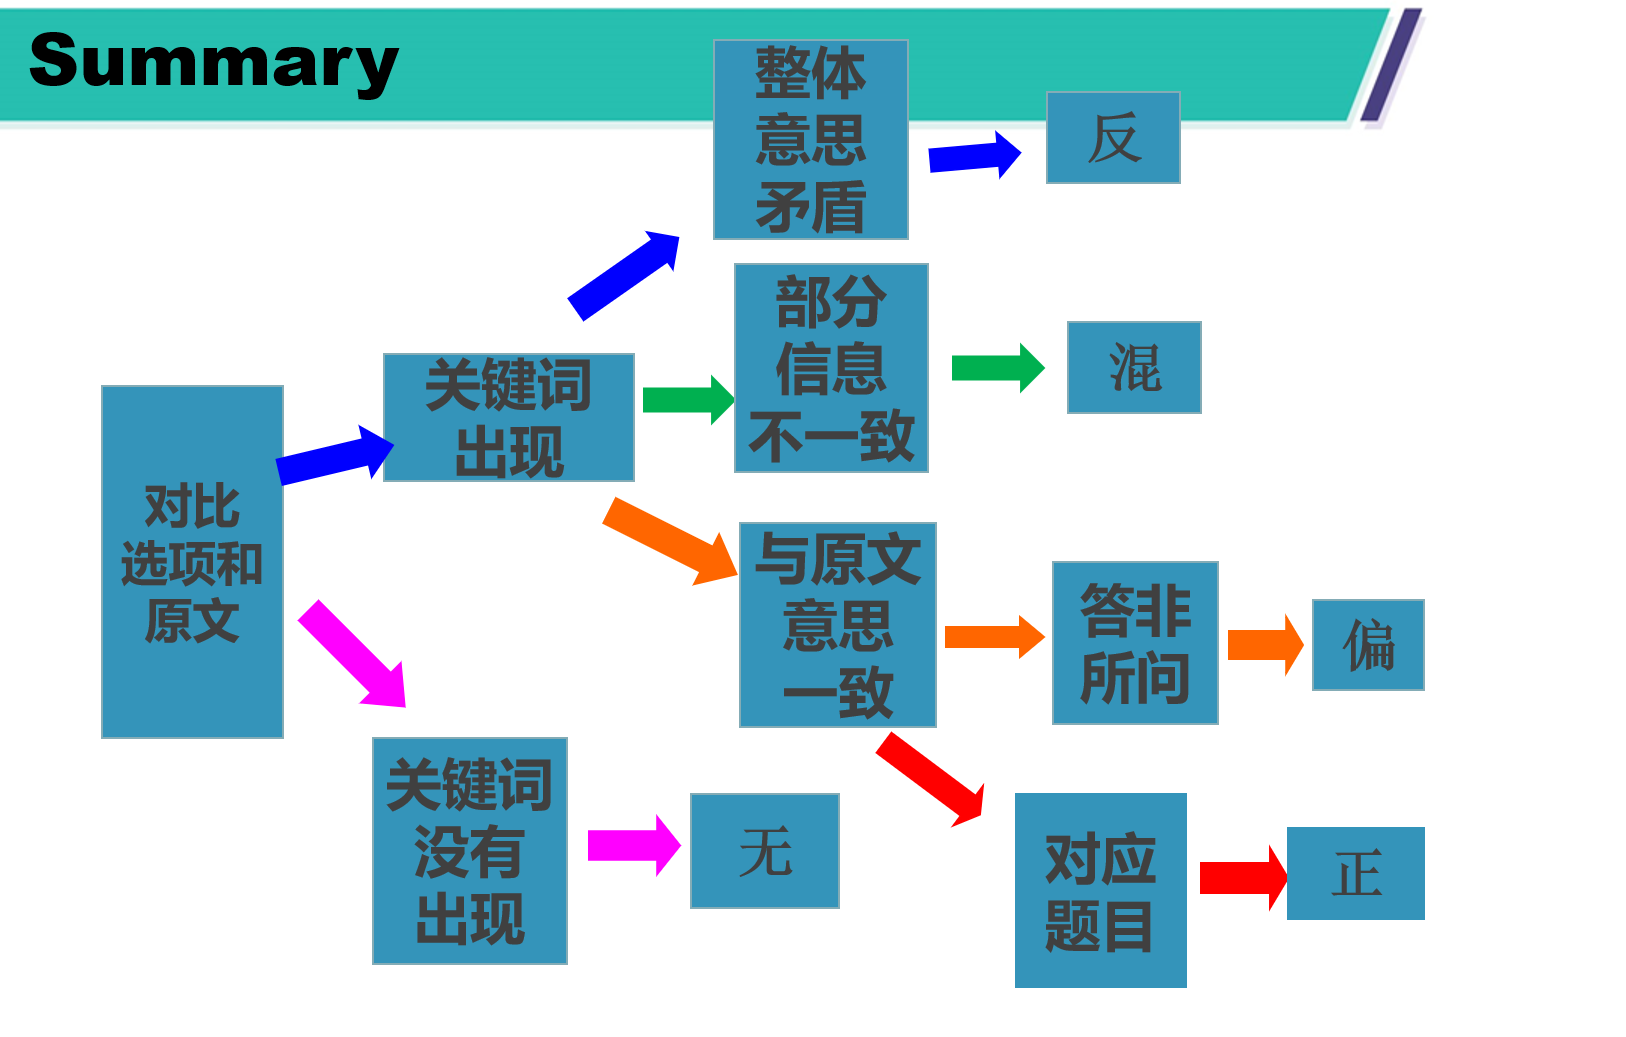 Summary
整体
意思
矛盾
反
部分
信息
不一致
混
关键词
出现
对比
选项和
原文
与原文
意思
一致
答非
所问
偏
关键词
没有
出现
无
对应
题目
正